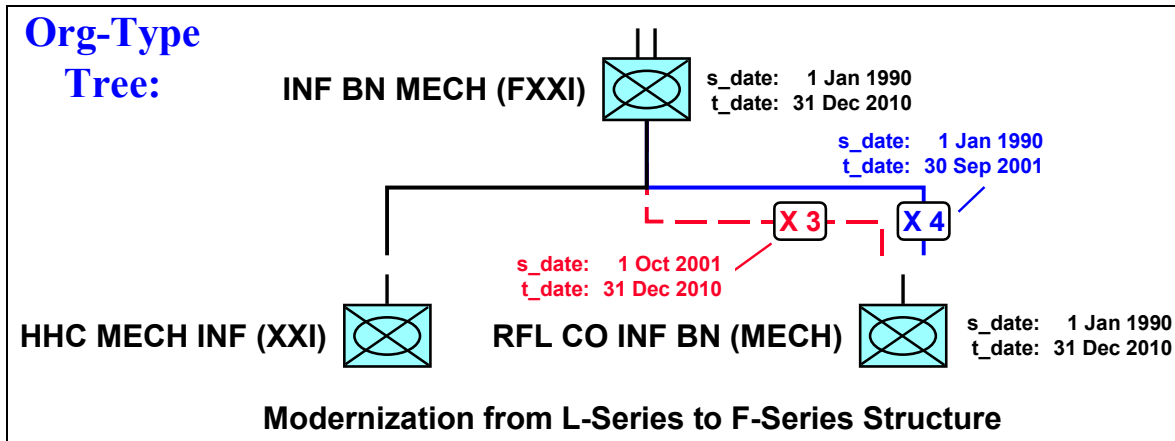 Org-Type
Tree:
INF BN MECH (FXXI)
s_date: 1 Jan 1990
t_date: 31 Dec 2010
s_date: 1 Jan 1990
t_date: 30 Sep 2001
X 3
X 4
s_date: 1 Oct 2001
t_date: 31 Dec 2010
HHC MECH INF (XXI)
RFL CO INF BN (MECH)
s_date: 1 Jan 1990
t_date: 31 Dec 2010
Modernization from L-Series to F-Series Structure